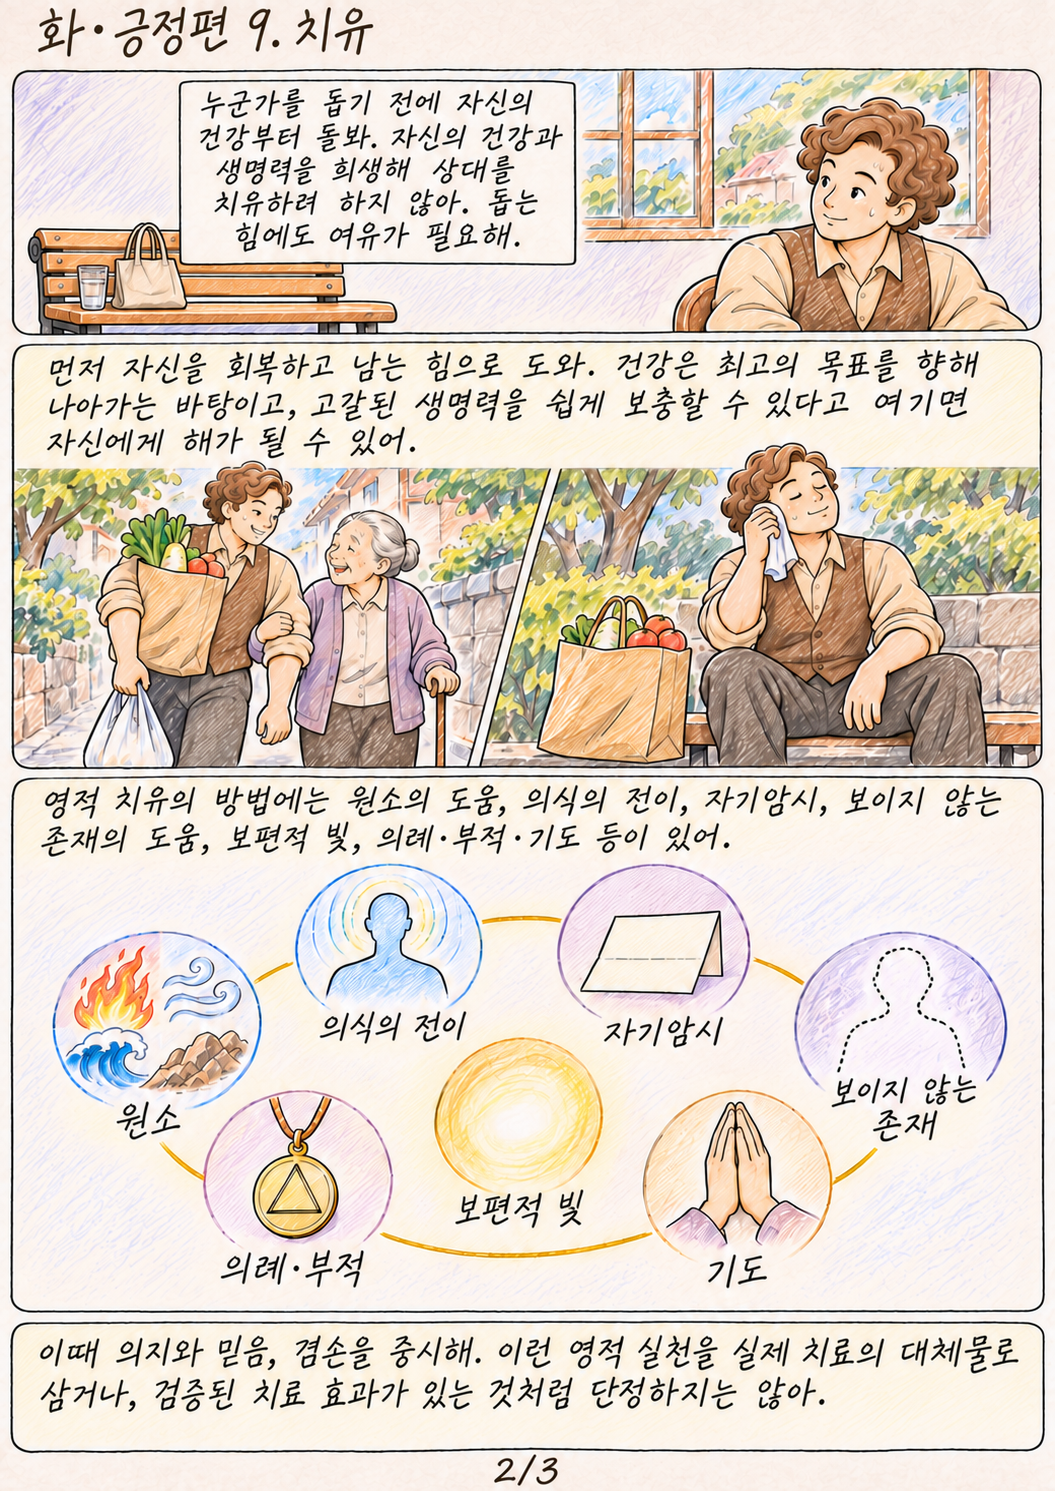 화·긍정편 9. 치유
누군가를 돕기 전에 자신의
건강부터 돌봐. 자신의 건강과
생명력을 희생해 상대를
치유하려 하지 않아. 돕는
힘에도 여유가 필요해.
먼저 자신을 회복하고 남는 힘으로 도와. 건강은 최고의 목표를 향해
나아가는 바탕이고, 고갈된 생명력을 쉽게 보충할 수 있다고 여기면
자신에게 해가 될 수 있어.
영적 치유의 방법에는 원소의 도움, 의식의 전이, 자기암시, 보이지 않는
존재의 도움, 보편적 빛, 의례·부적·기도 등이 있어.
의식의 전이
자기암시
보이지 않는
존재
원소
보편적 빛
의례·부적
기도
이때 의지와 믿음, 겸손을 중시해. 이런 영적 실천을 실제 치료의 대체물로
삼거나, 검증된 치료 효과가 있는 것처럼 단정하지는 않아.
2/3